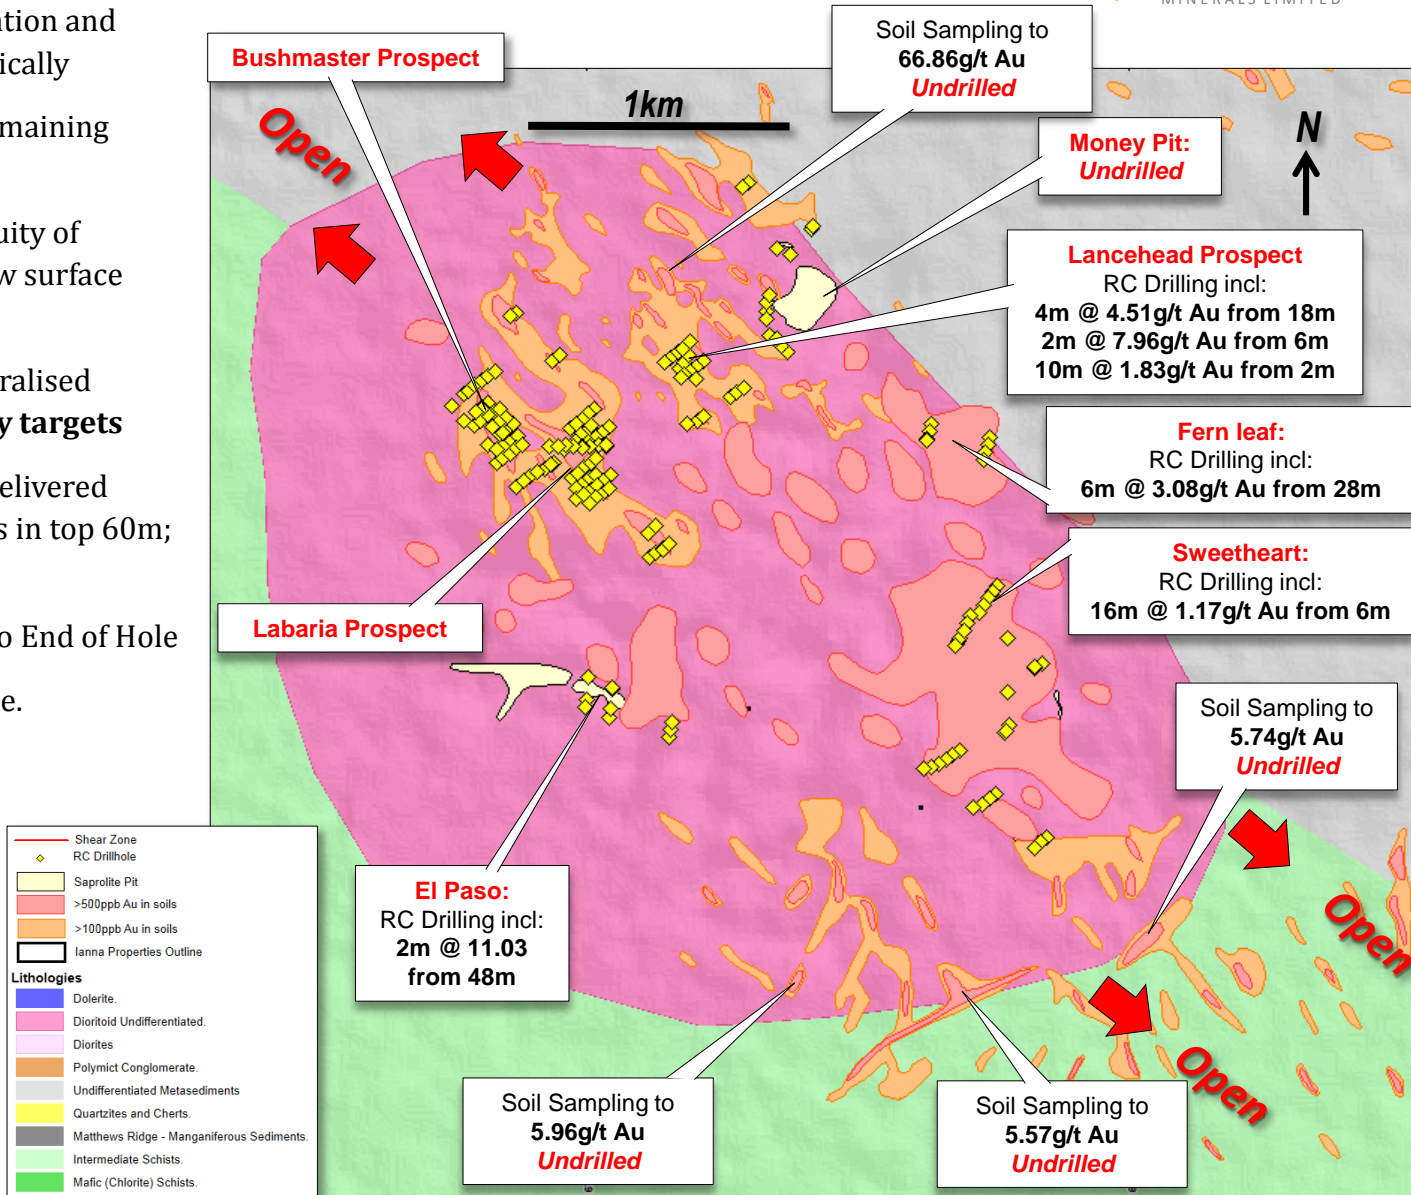 MINERALS LIMITED
ation and
ically
maining
uity of
w surface
ralised
y targets
elivered
s in top 60m;
o End of Hole
e.
Bushmaster Prospect
Soil Sampling to
66.86g/t Au
Undrilled
1km
Open
N
Money Pit:
Undrilled
Lancehead Prospect
RC Drilling incl:
4m @ 4.51g/t Au from 18m
2m @ 7.96g/t Au from 6m
10m @ 1.83g/t Au from 2m
Fern leaf:
RC Drilling incl:
6m @ 3.08g/t Au from 28m
Sweetheart:
RC Drilling incl:
16m @ 1.17g/t Au from 6m
Labaria Prospect
Soil Sampling to
5.74g/t Au
Undrilled
El Paso:
RC Drilling incl:
2m @ 11.03
from 48m
Open
Open
Soil Sampling to
5.96g/t Au
Undrilled
Soil Sampling to
5.57g/t Au
Undrilled
Shear Zone
RC Drillhole
Saprolite Pit
>500ppb Au in soils
>100ppb Au in soils
Ianna Properties Outline
Lithologies
Dolerite.
Dioritoid Undifferentiated.
Diorites
Polymict Conglomerate.
Undifferentiated Metasediments
Quartzites and Cherts.
Matthews Ridge - Manganiferous Sediments.
Intermediate Schists.
Mafic (Chlorite) Schists.